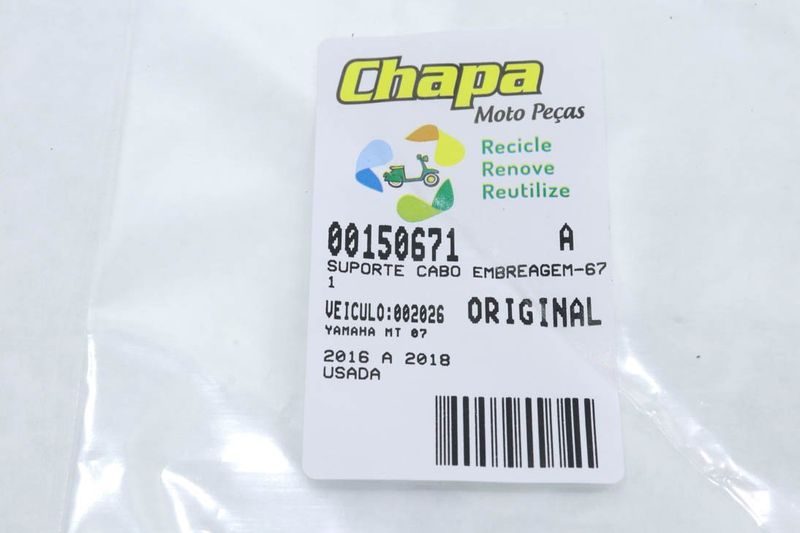 Chapa
Moto Peças
Recicle
Renove
Reutilize
00150671 A
SUPORTE CABO EMBREAGEM-67
1
VEICULO:002026 ORIGINAL
YAMAHA MT 07
2016 A 2018
USADA